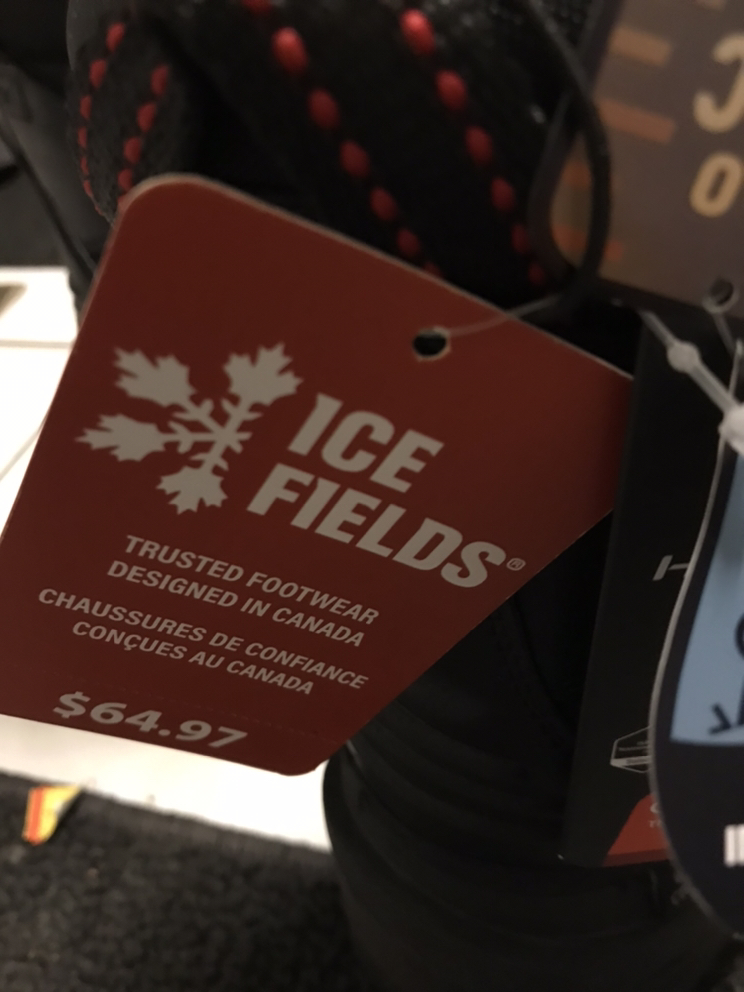 ICE
FIELDS®
TRUSTED FOOTWEAR
DESIGNED IN CANADA
CHAUSSURES DE CONFIANCE
CONÇUES AU CANADA
$64.97